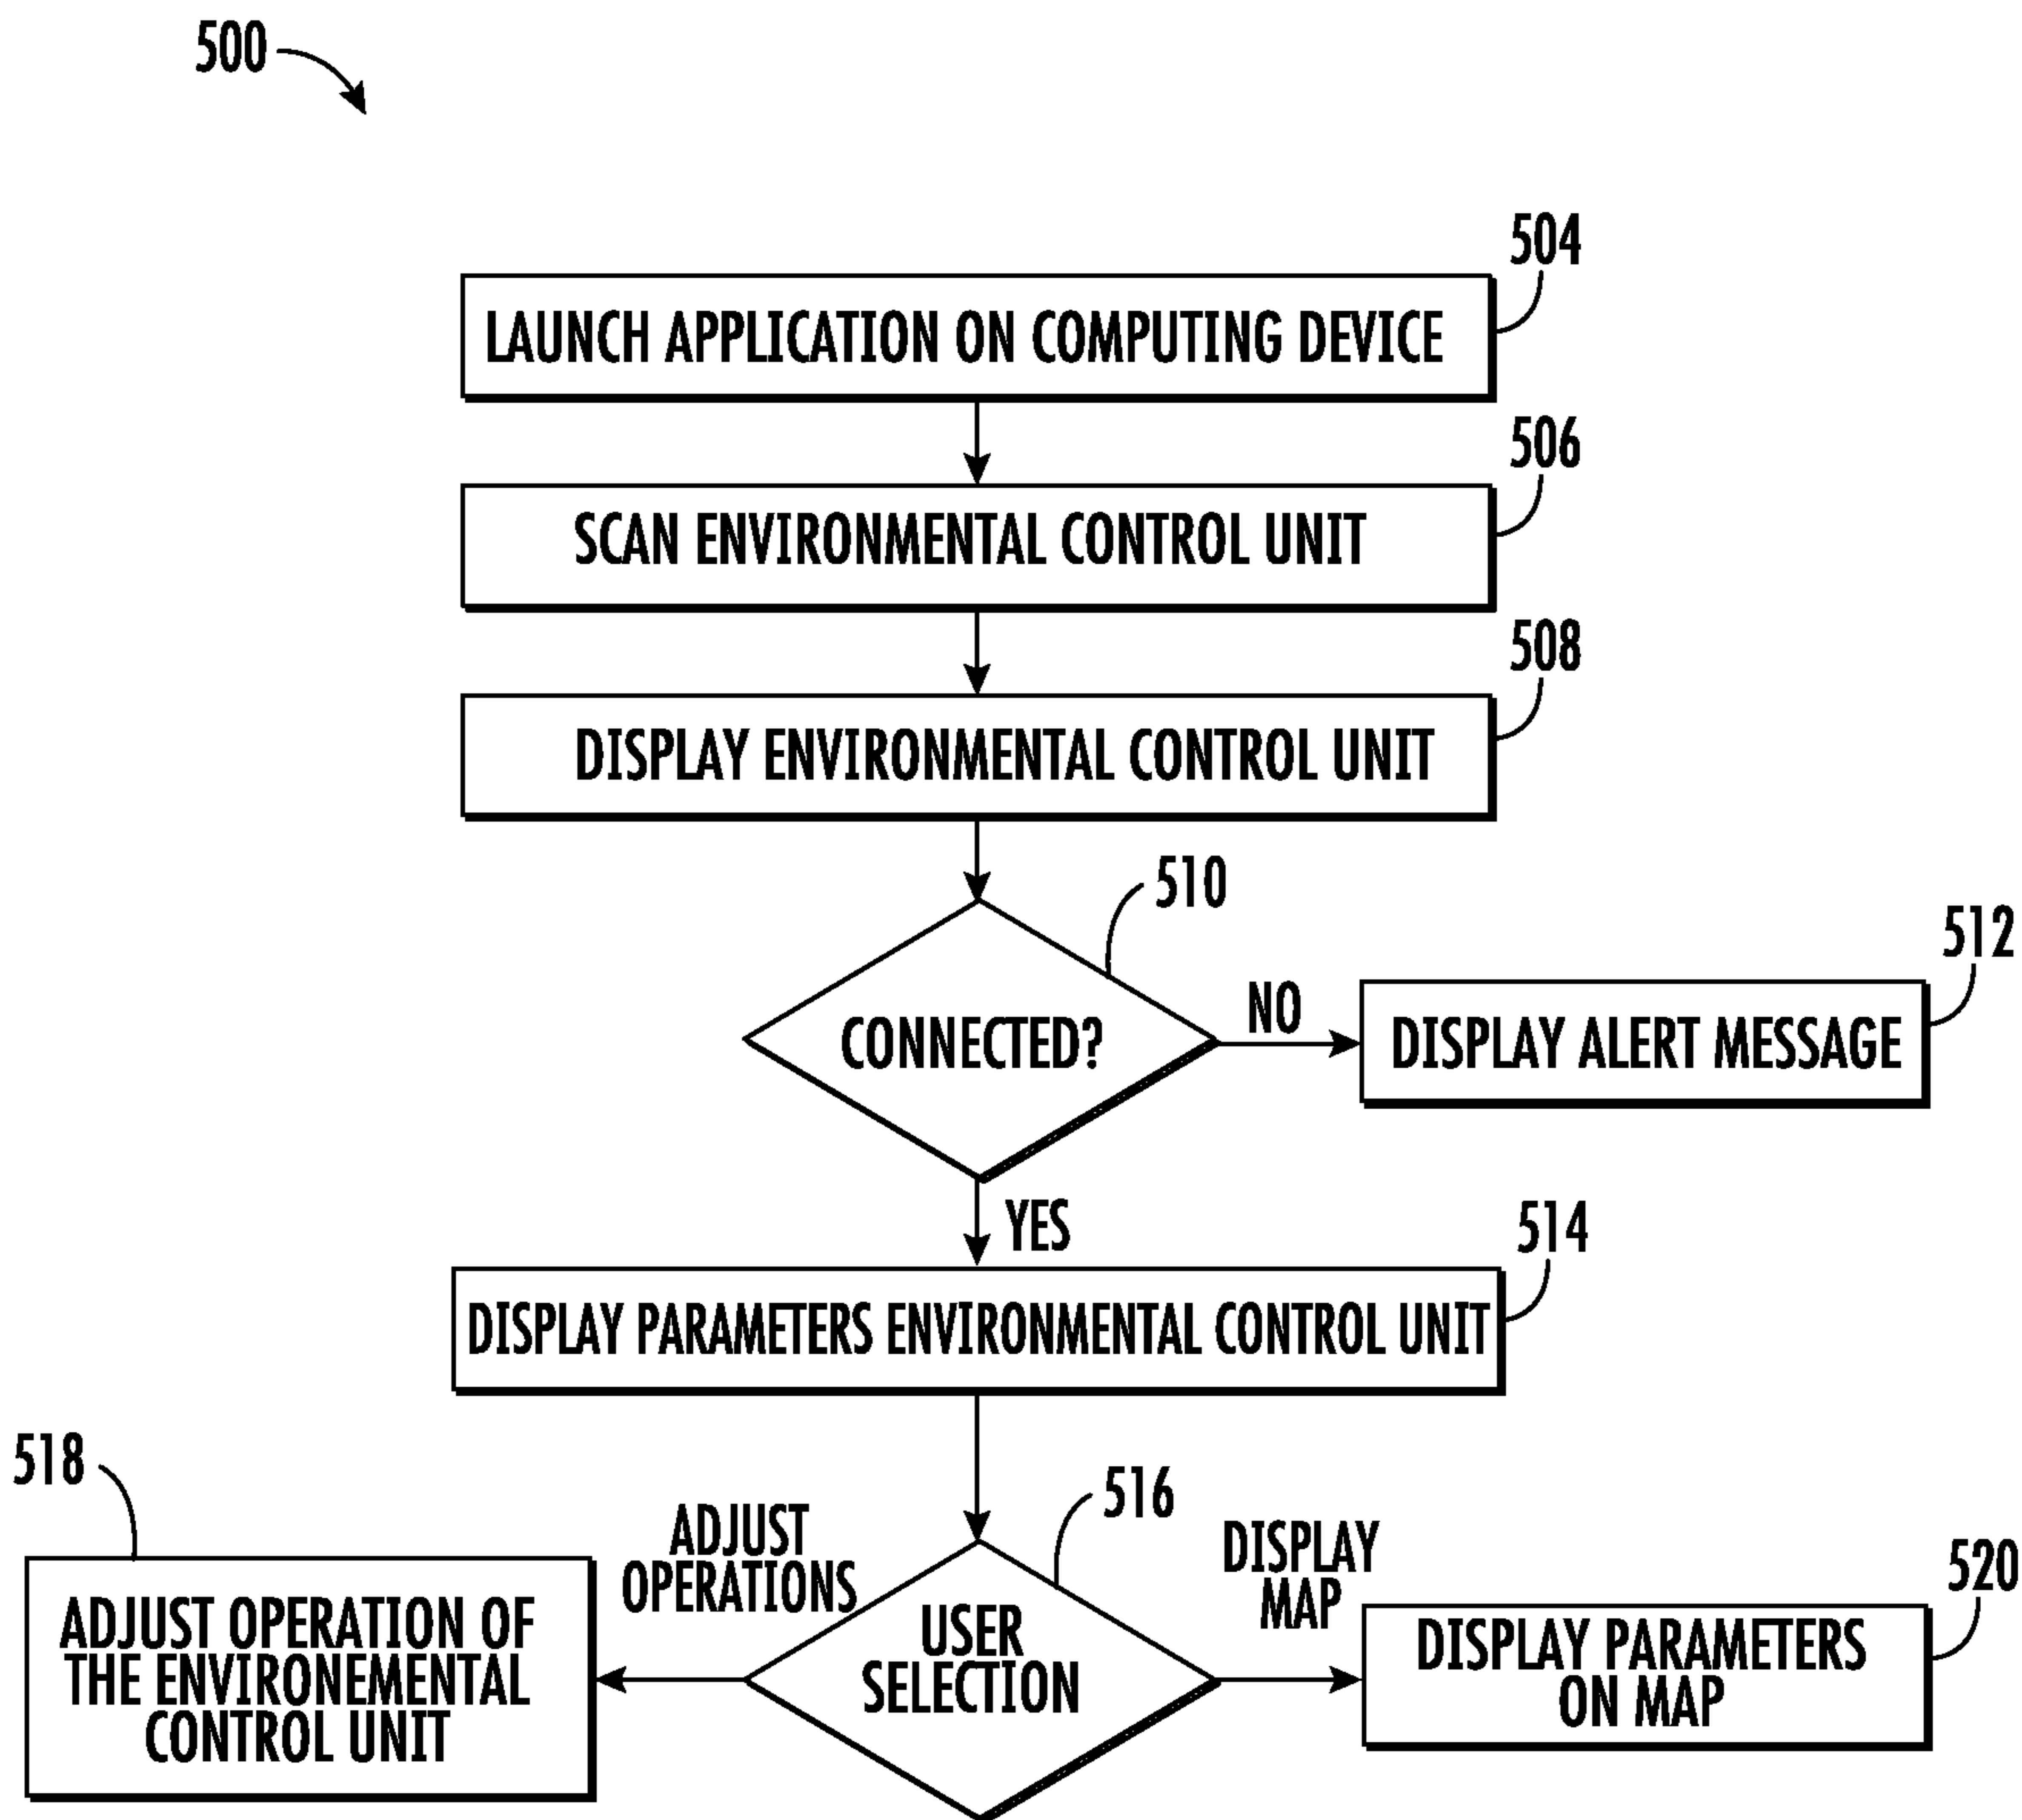 500
504
LAUNCH APPLICATION ON COMPUTING DEVICE
506
SCAN ENVIRONMENTAL CONTROL UNIT
508
DISPLAY ENVIRONMENTAL CONTROL UNIT
510
CONNECTED?
NO
512
DISPLAY ALERT MESSAGE
YES
514
DISPLAY PARAMETERS ENVIRONMENTAL CONTROL UNIT
516
USER
SELECTION
ADJUST
OPERATIONS
518
ADJUST OPERATION OF
THE ENVIRONEMENTAL
CONTROL UNIT
DISPLAY
MAP
520
DISPLAY PARAMETERS
ON MAP